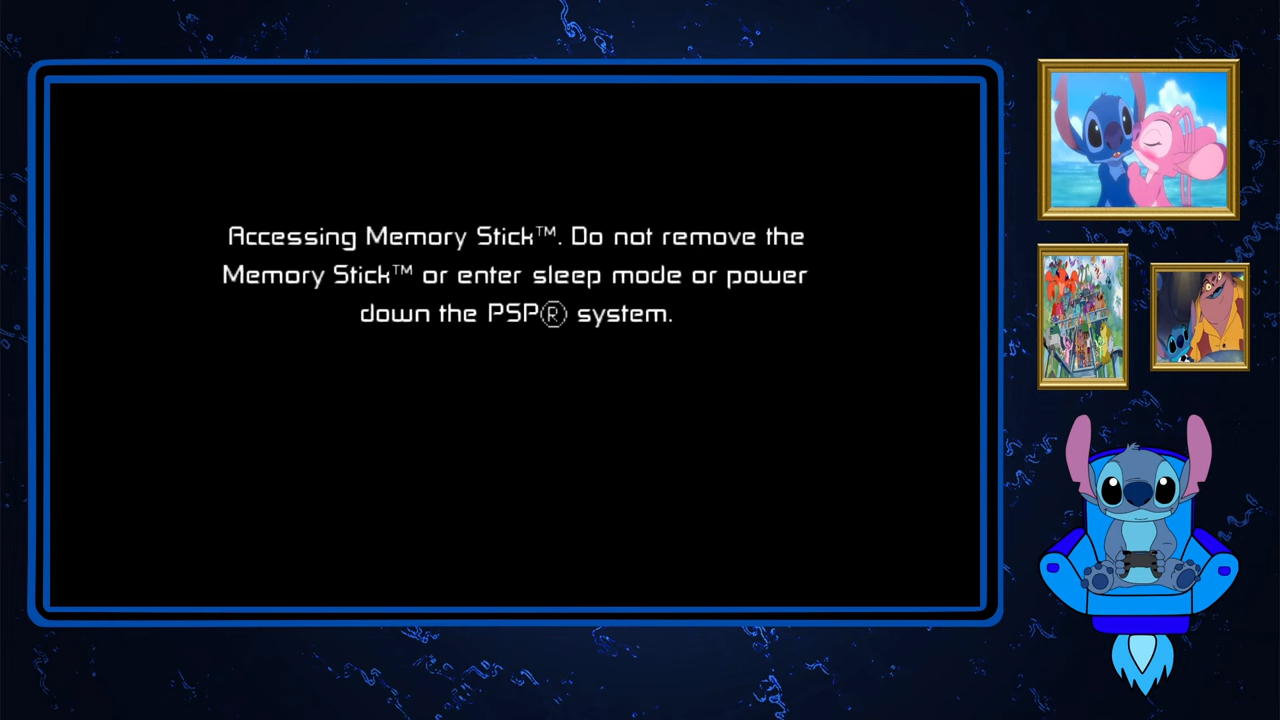 Accessing Memory Stick™. Do not remove the
Memory Stick™ or enter sleep mode or power
down the PSP® system.